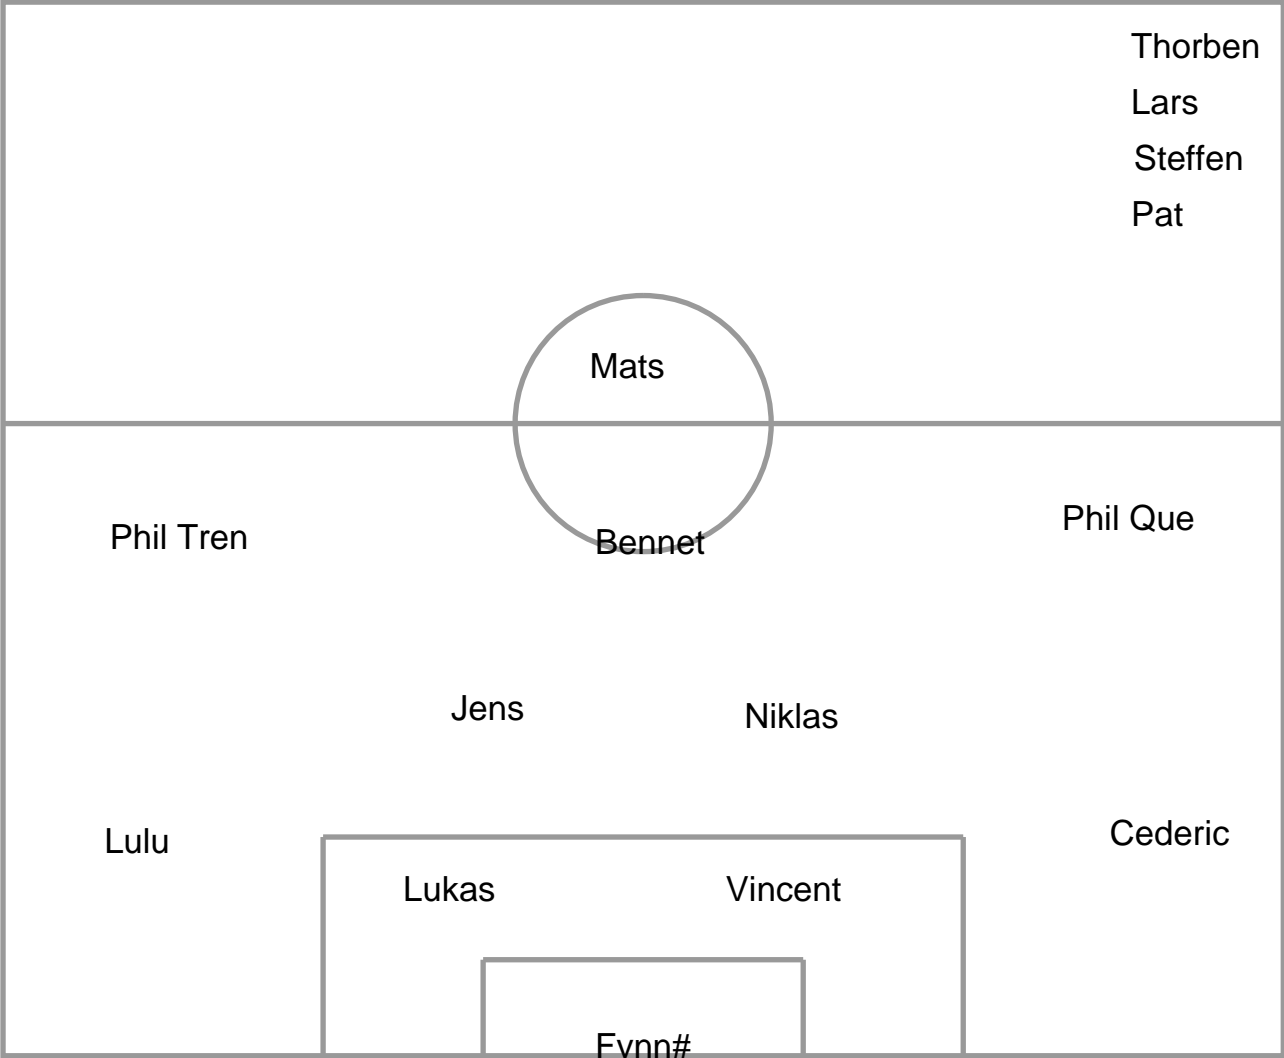 Thorben
Lars
Steffen
Pat
Mats
Phil Tren
Bennet
Phil Que
Jens
Niklas
Lulu
Cederic
Lukas
Vincent
Fynn#